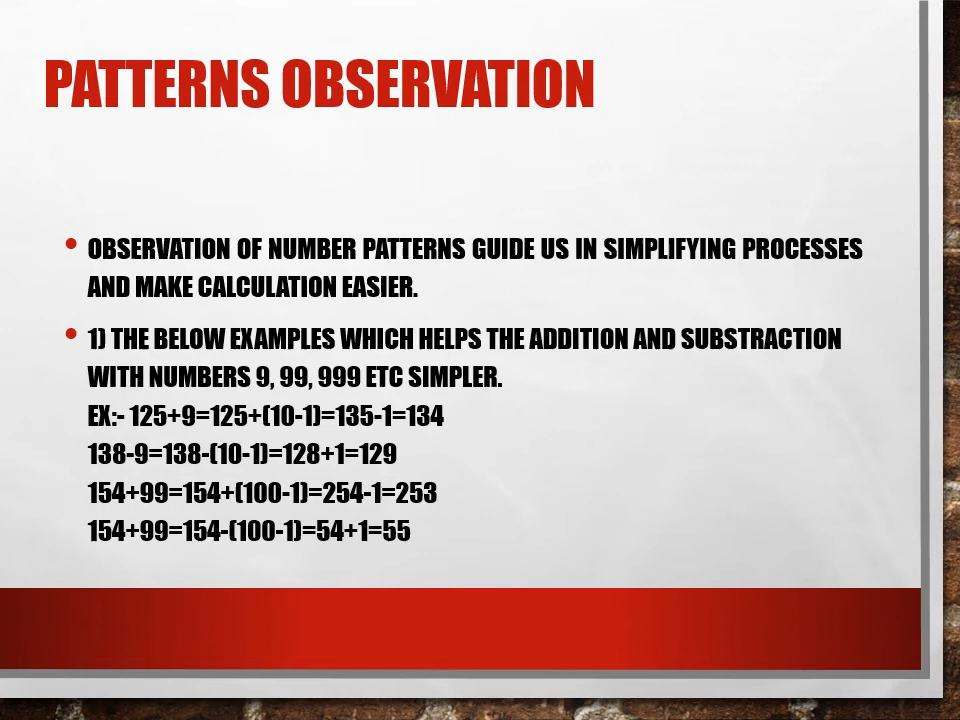 PATTERNS OBSERVATION
• OBSERVATION OF NUMBER PATTERNS GUIDE US IN SIMPLIFYING PROCESSES
AND MAKE CALCULATION EASIER.
• 1) THE BELOW EXAMPLES WHICH HELPS THE ADDITION AND SUBSTRACTION
WITH NUMBERS 9, 99, 999 ETC SIMPLER.
EX:- 125+9=125+(10-1)=135-1=134
138-9=138-(10-1)=128+1=129
154+99=154+(100-1)=254-1=253
154+99=154-(100-1)=54+1=55